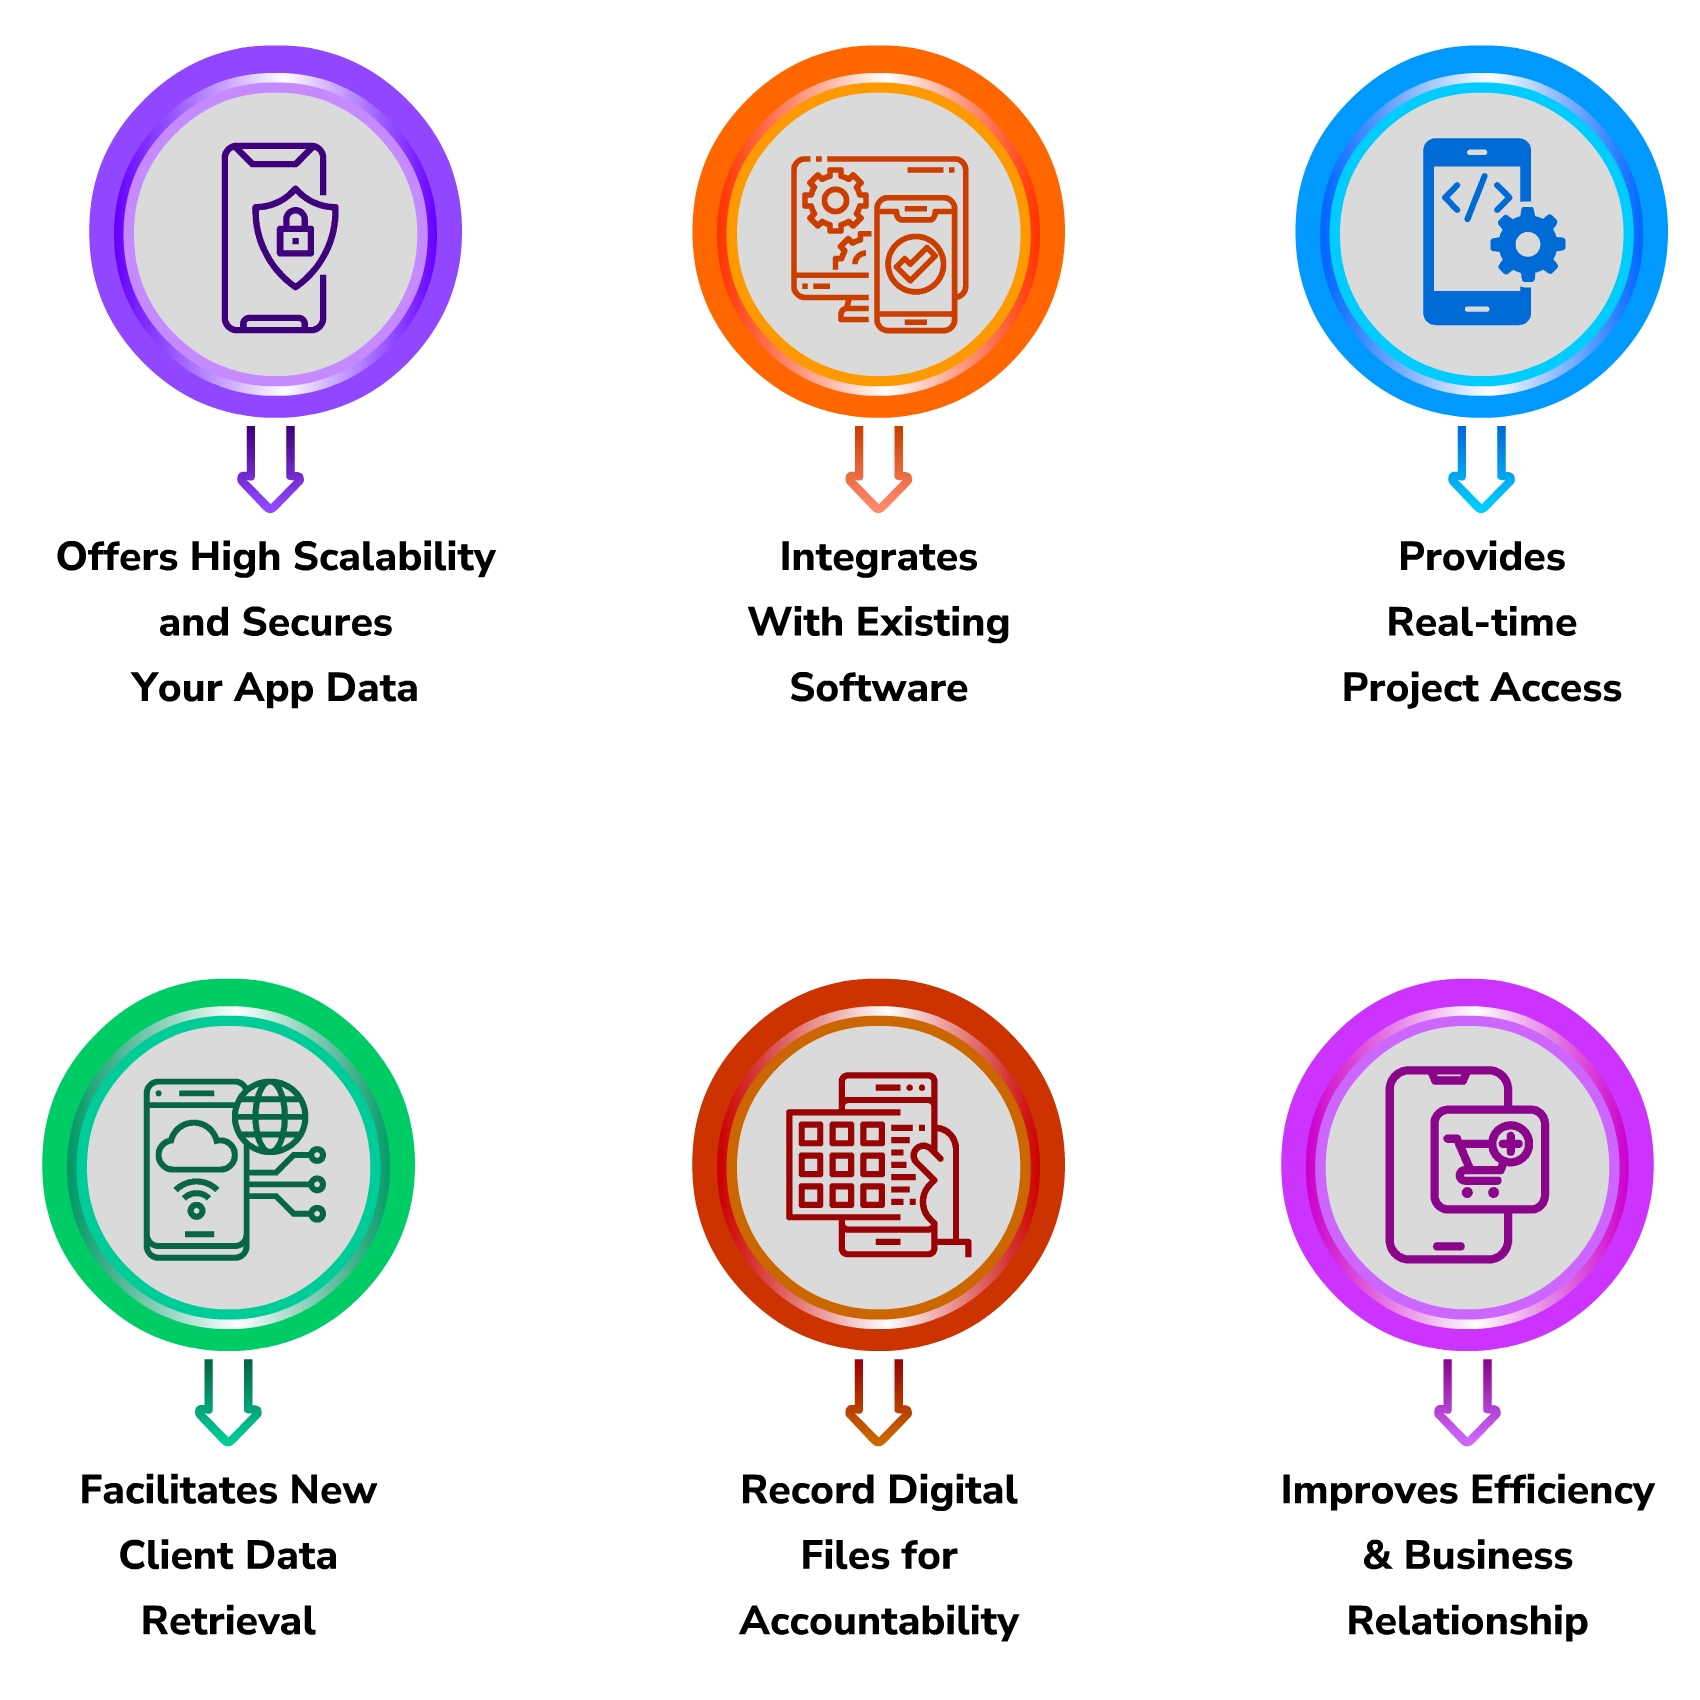 Offers High Scalability
and Secures
Your App Data
Integrates
With Existing
Software
Provides
Real-time
Project Access
Facilitates New
Client Data
Retrieval
Record Digital
Files for
Accountability
Improves Efficiency
& Business
Relationship